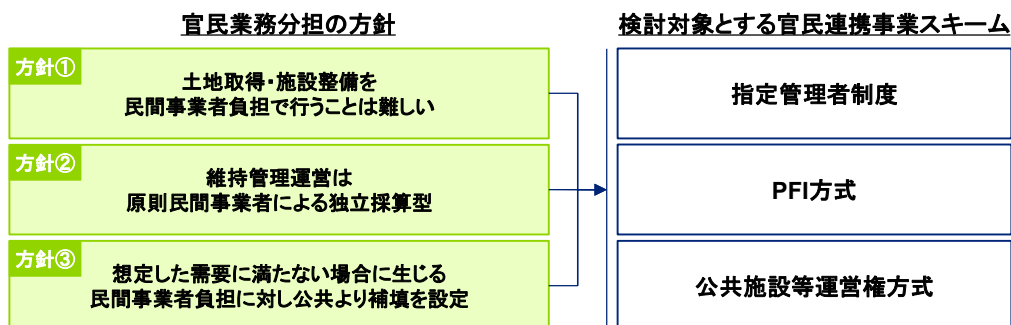 官民業務分担の方針
検討対象とする官民連携事業スキーム
方針①
土地取得・施設整備を
民間事業者負担で行うことは難しい
方針②
維持管理運営は
原則民間事業者による独立採算型
方針③
想定した需要に満たない場合に生じる
民間事業者負担に対し公共より補填を設定
指定管理者制度
PFI方式
公共施設等運営権方式